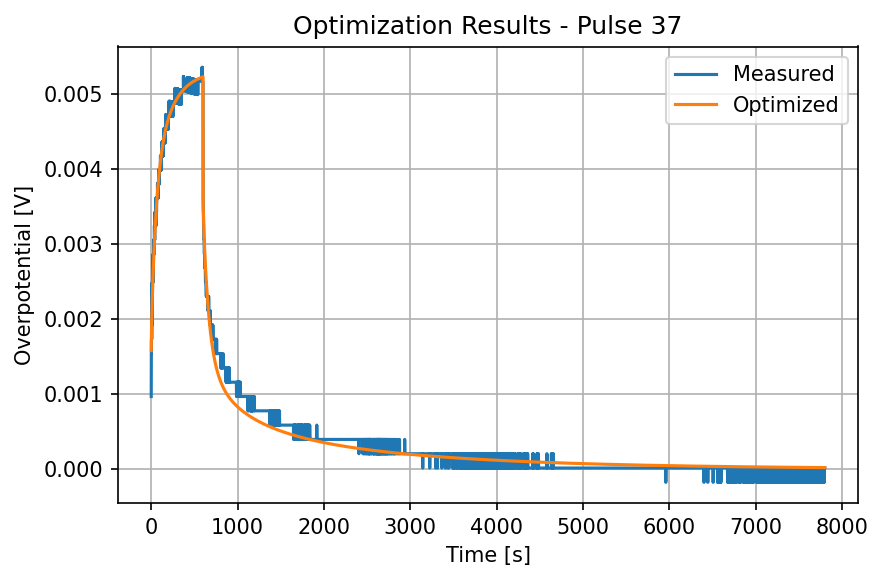 Optimization Results - Pulse 37
Measured
Optimized
Overpotential [V]
0.005
0.004
0.003
0.002
0.001
0.000
0 1000 2000 3000 4000 5000 6000 7000 8000
Time [s]